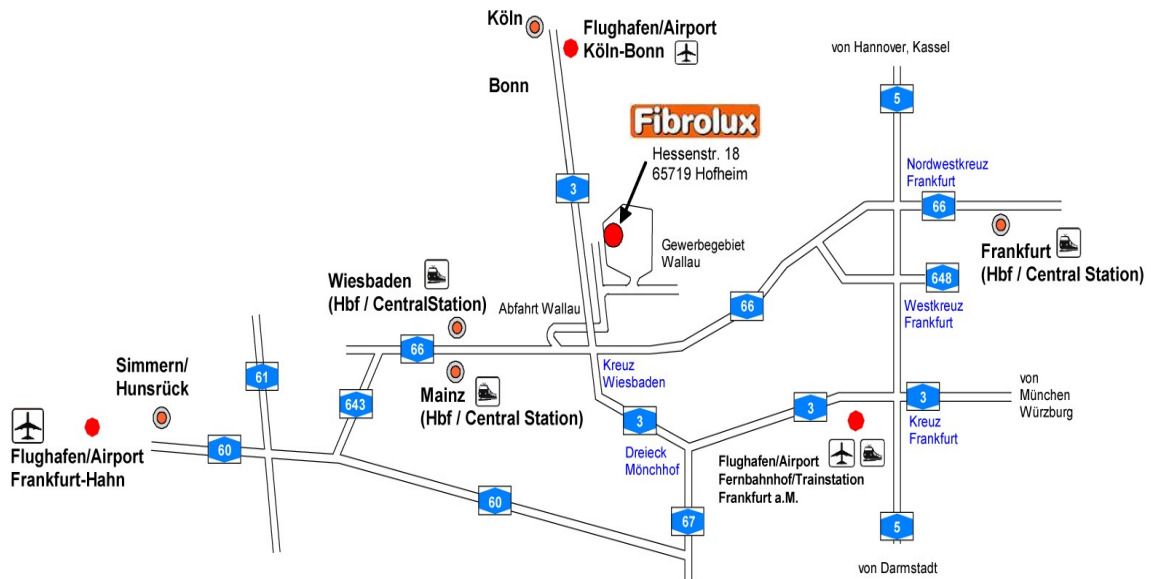 Köln
Flughafen/Airport
Köln-Bonn
Bonn
von Hannover, Kassel
5
Fibrolux
Hessenstr. 18
65719 Hofheim
3
Nordwestkreuz
Frankfurt
66
Frankfurt
(Hbf / Central Station)
Gewerbegebiet
Wallau
648
Westkreuz
Frankfurt
Wiesbaden
(Hbf / CentralStation)
Abfahrt Wallau
66
66
Kreuz
Wiesbaden
Simmern/
Hunsrück
61
643
Mainz
(Hbf / Central Station)
3
3
3
von
München
Würzburg
Kreuz
Frankfurt
Flughafen/Airport
Frankfurt-Hahn
60
Dreieck
Mönchhof
Flughafen/Airport
Fernbahnhof/Trainstation
Frankfurt a.M.
60
67
5
von Darmstadt